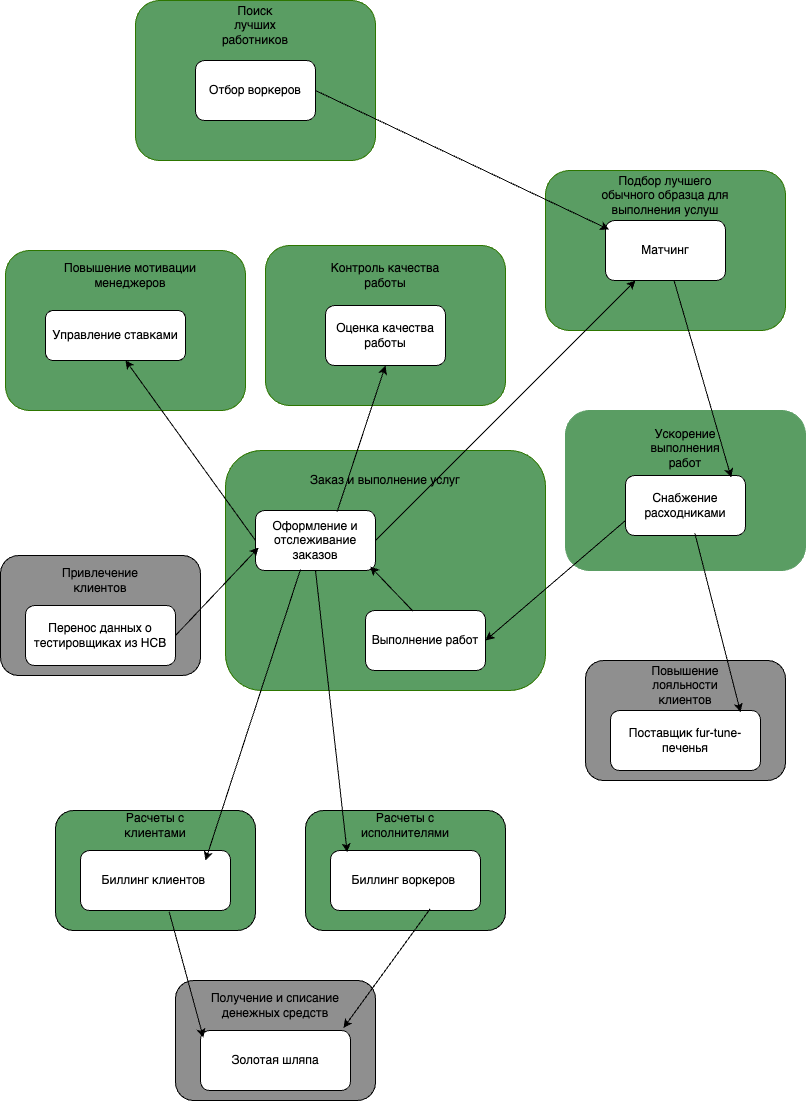 Поиск
лучших
работников
Отбор воркеров
Подбор лучшего
обычного образца для
выполнения услуш
Матчинг
Повышение мотивации
менеджеров
Управление ставками
Контроль качества
работы
Оценка качества
работы
Ускорение
выполнения
работ
Снабжение
расходниками
Заказ и выполнение услуг
Оформление и
отслеживание
заказов
Выполнение работ
Привлечение
клиентов
Перенос данных о
тестировщиках из НСВ
Повышение
лояльности
клиентов
Поставщик fur-tune-
печенья
Расчеты с
клиентами
Биллинг клиентов
Расчеты с
исполнителями
Биллинг воркеров
Получение и списание
денежных средств
Золотая шляпа